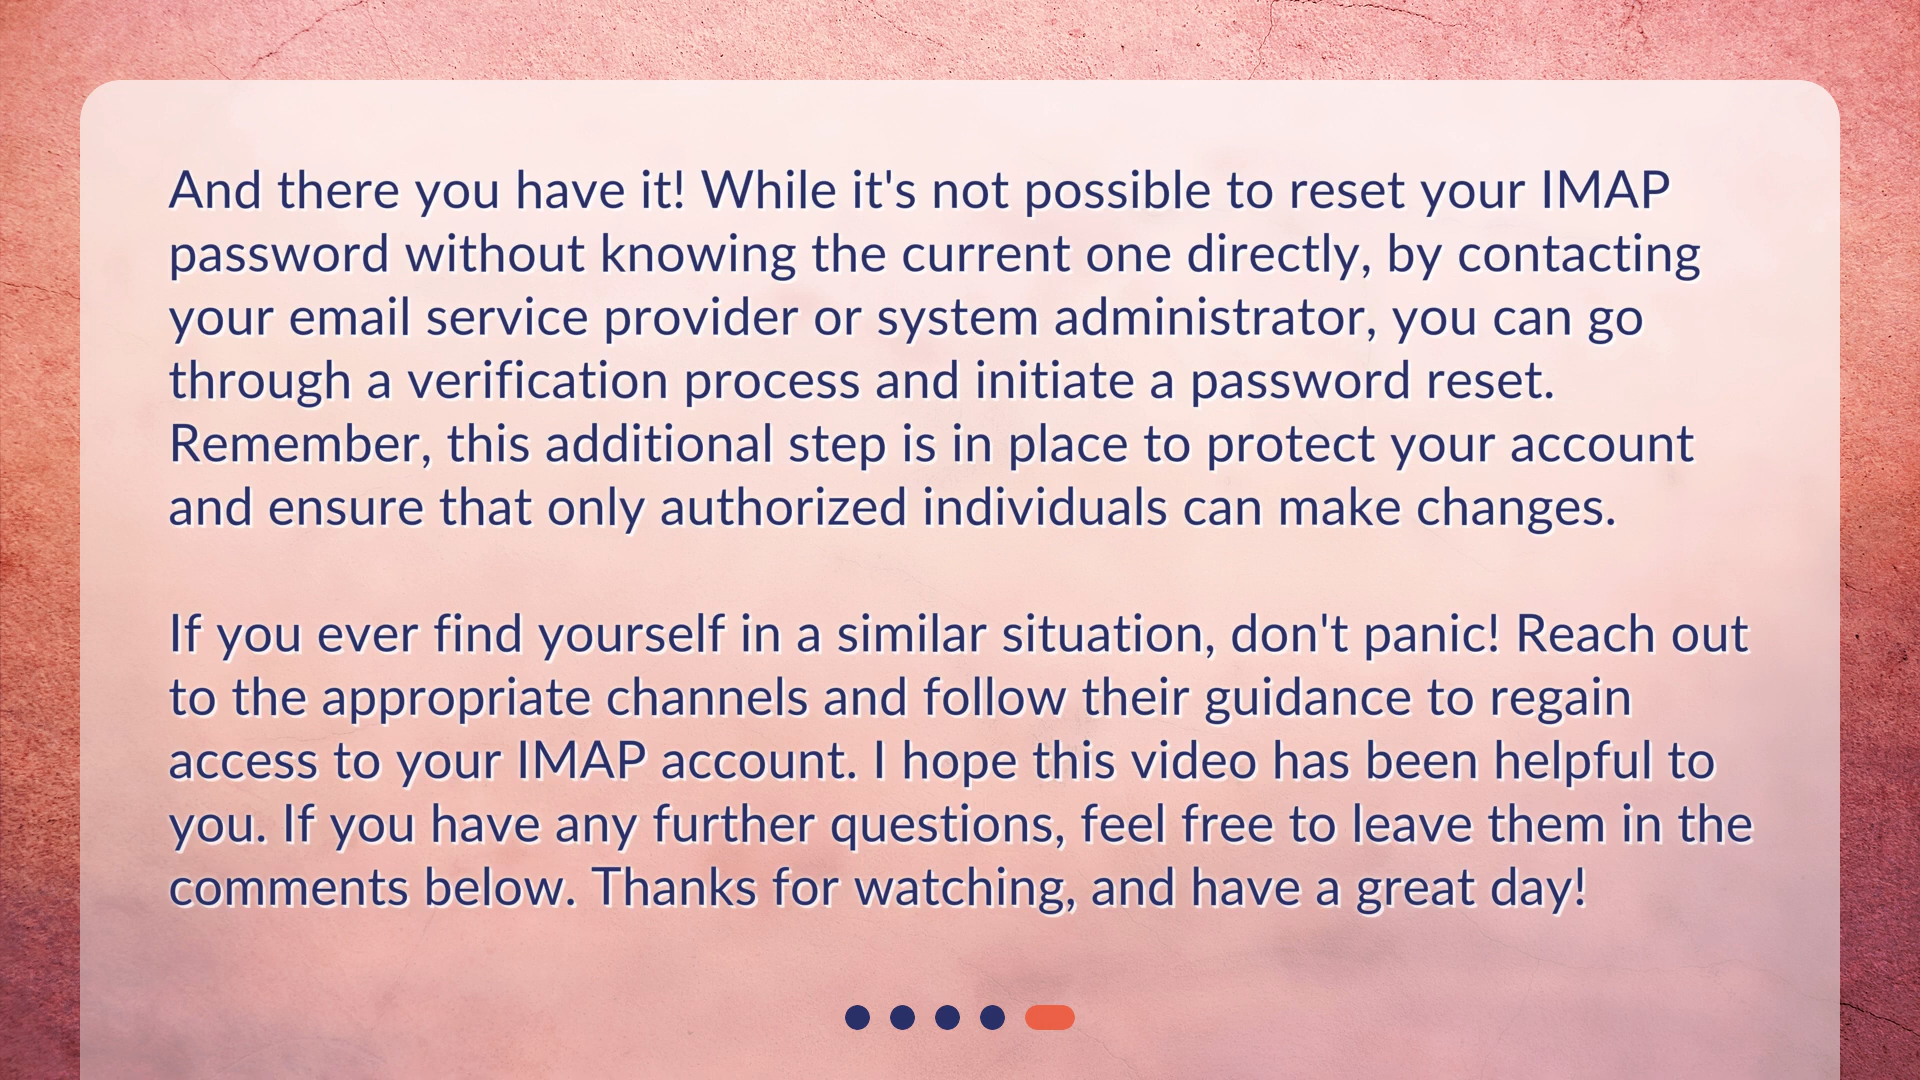 And there you have it! While it's not possible to reset your IMAP
password without knowing the current one directly, by contacting
your email service provider or system administrator, you can go
through a verification process and initiate a password reset.
Remember, this additional step is in place to protect your account
and ensure that only authorized individuals can make changes.

If you ever find yourself in a similar situation, don't panic! Reach out
to the appropriate channels and follow their guidance to regain
access to your IMAP account. I hope this video has been helpful to
you. If you have any further questions, feel free to leave them in the
comments below. Thanks for watching, and have a great day!